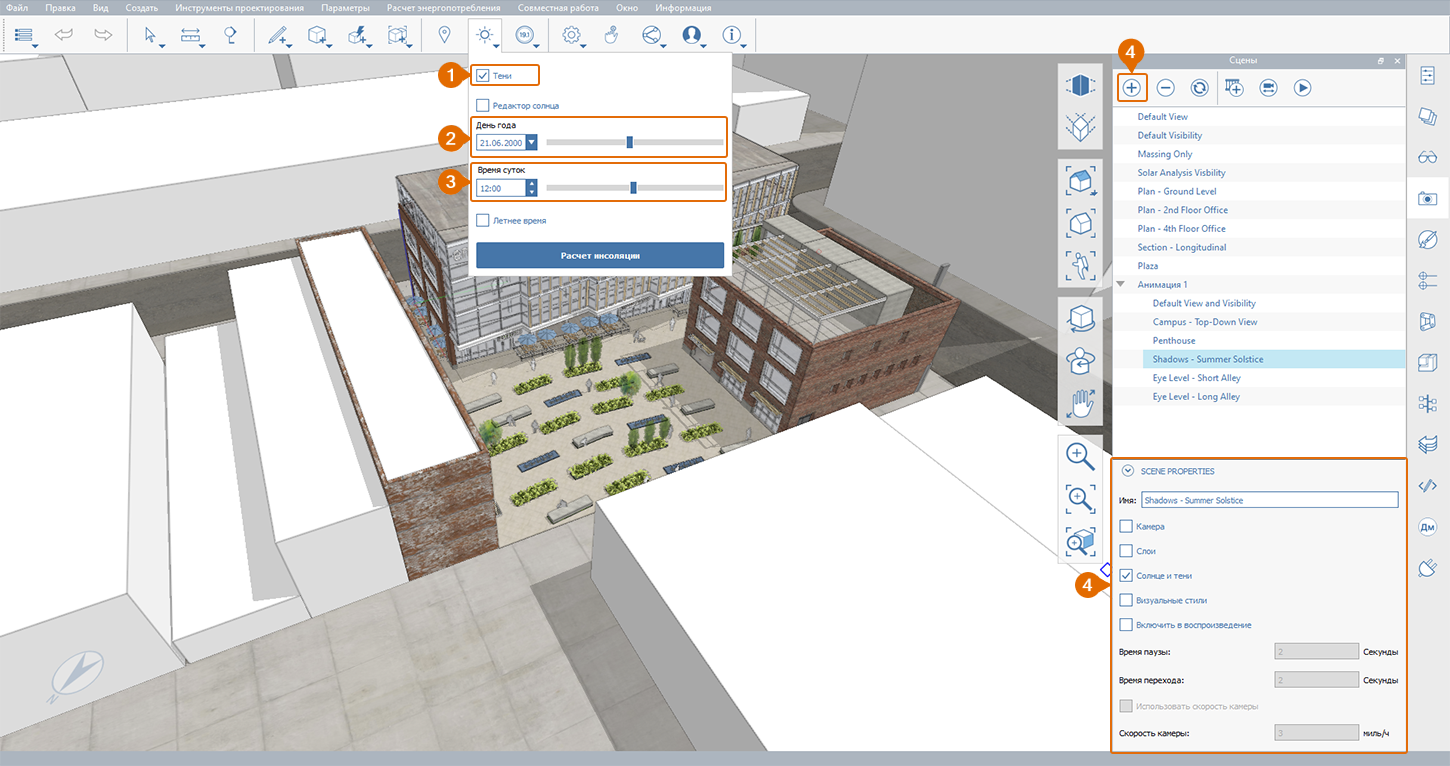 Файл Правка Вид Создать Инструменты проектирования Параметры Расчет энергопотребления Совместная работа Окно Информация
19.1
1
Тени
Редактор солнца
2
День года
21.06.2000
3
Время суток
12:00
Летнее время
Расчет инсоляции
N
4
Сцены
Default View
Default Visibility
Massing Only
Solar Analysis Visbility
Plan - Ground Level
Plan - 2nd Floor Office
Plan - 4th Floor Office
Section - Longitudinal
Plaza
Анимация 1
Default View and Visibility
Campus - Top-Down View
Penthouse
Shadows - Summer Solstice
Eye Level - Short Alley
Eye Level - Long Alley
4
SCENE PROPERTIES
Имя: Shadows - Summer Solstice
Камера
Слои
Солнце и тени
Визуальные стили
Включить в воспроизведение
Время паузы: 2 Секунды
Время перехода: 2 Секунды
Использовать скорость камеры
Скорость камеры: 3 миль/ч
Дм